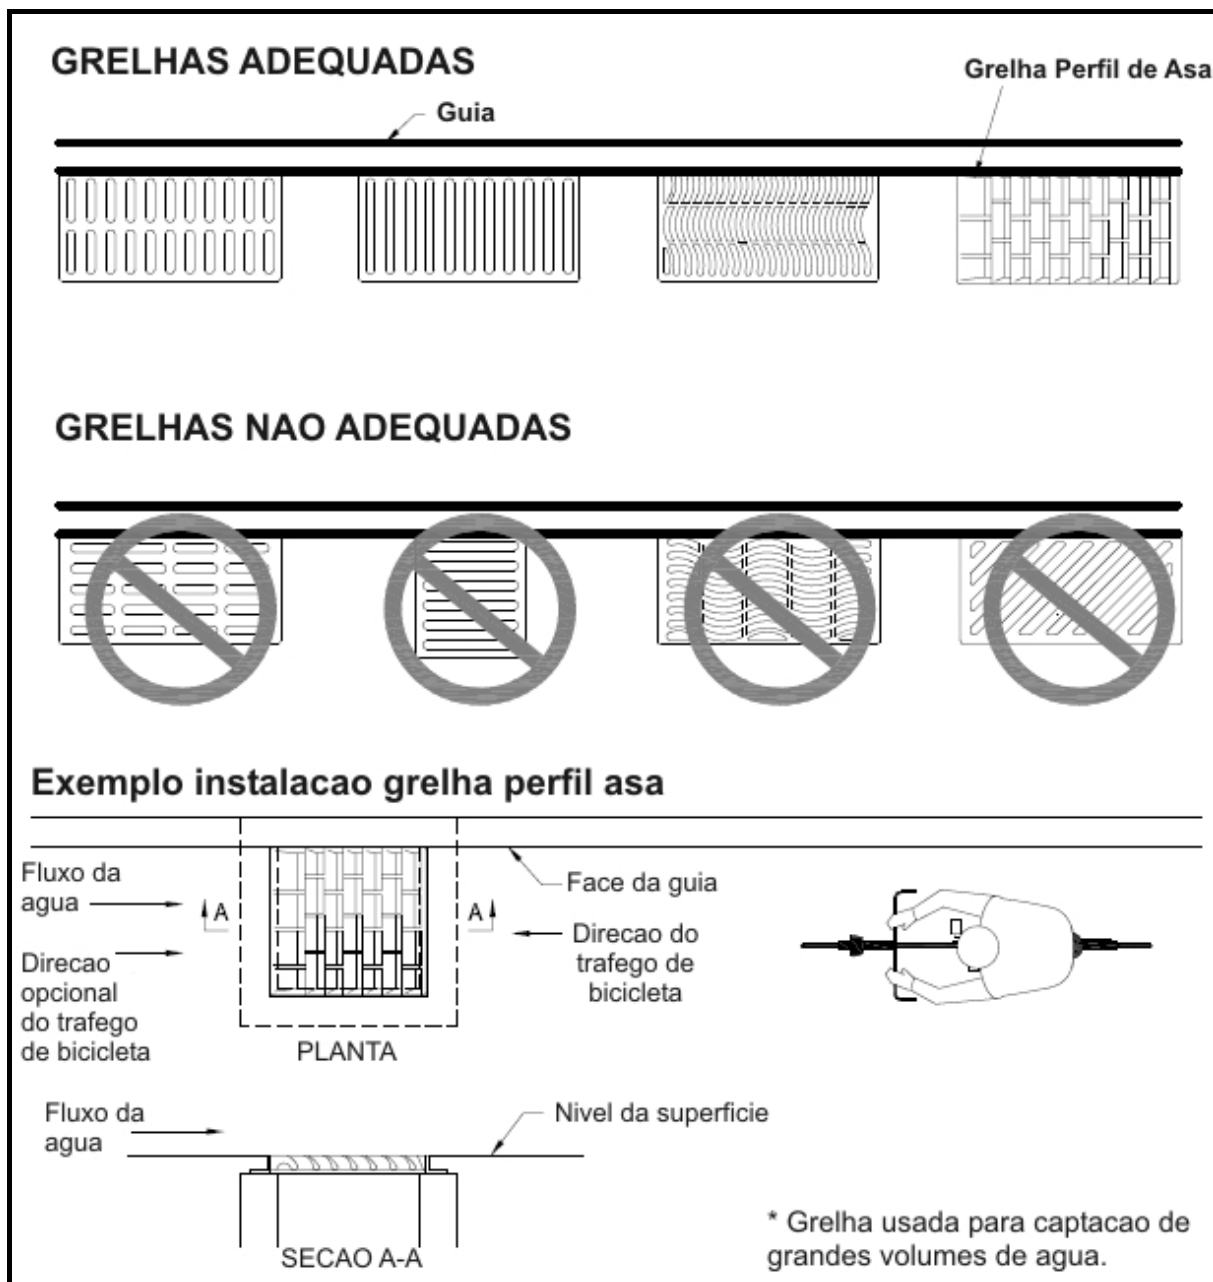 GRELHAS ADEQUADAS
Grelha Perfil de Asa
Guia
GRELHAS NAO ADEQUADAS
Exemplo instalacao grelha perfil asa
Fluxo da
agua
A
A
Face da guia
Direcao do
trafego de
bicicleta
Direcao
opcional
do trafego
de bicicleta
PLANTA
Fluxo da
agua
Nivel da superficie
SECAO A-A
* Grelha usada para captacao de
grandes volumes de agua.